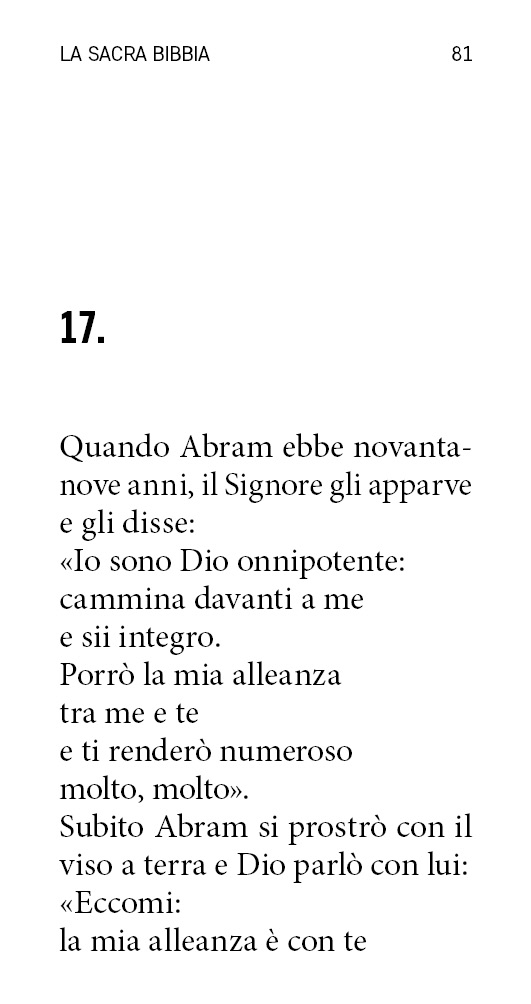 LA SACRA BIBBIA 81
17.
Quando Abram ebbe novanta-
nove anni, il Signore gli apparve
e gli disse:
«Io sono Dio onnipotente:
cammina davanti a me
e sii integro.
Porrò la mia alleanza
tra me e te
e ti renderò numeroso
molto, molto».
Subito Abram si prostrò con il
viso a terra e Dio parlò con lui:
«Eccomi:
la mia alleanza è con te